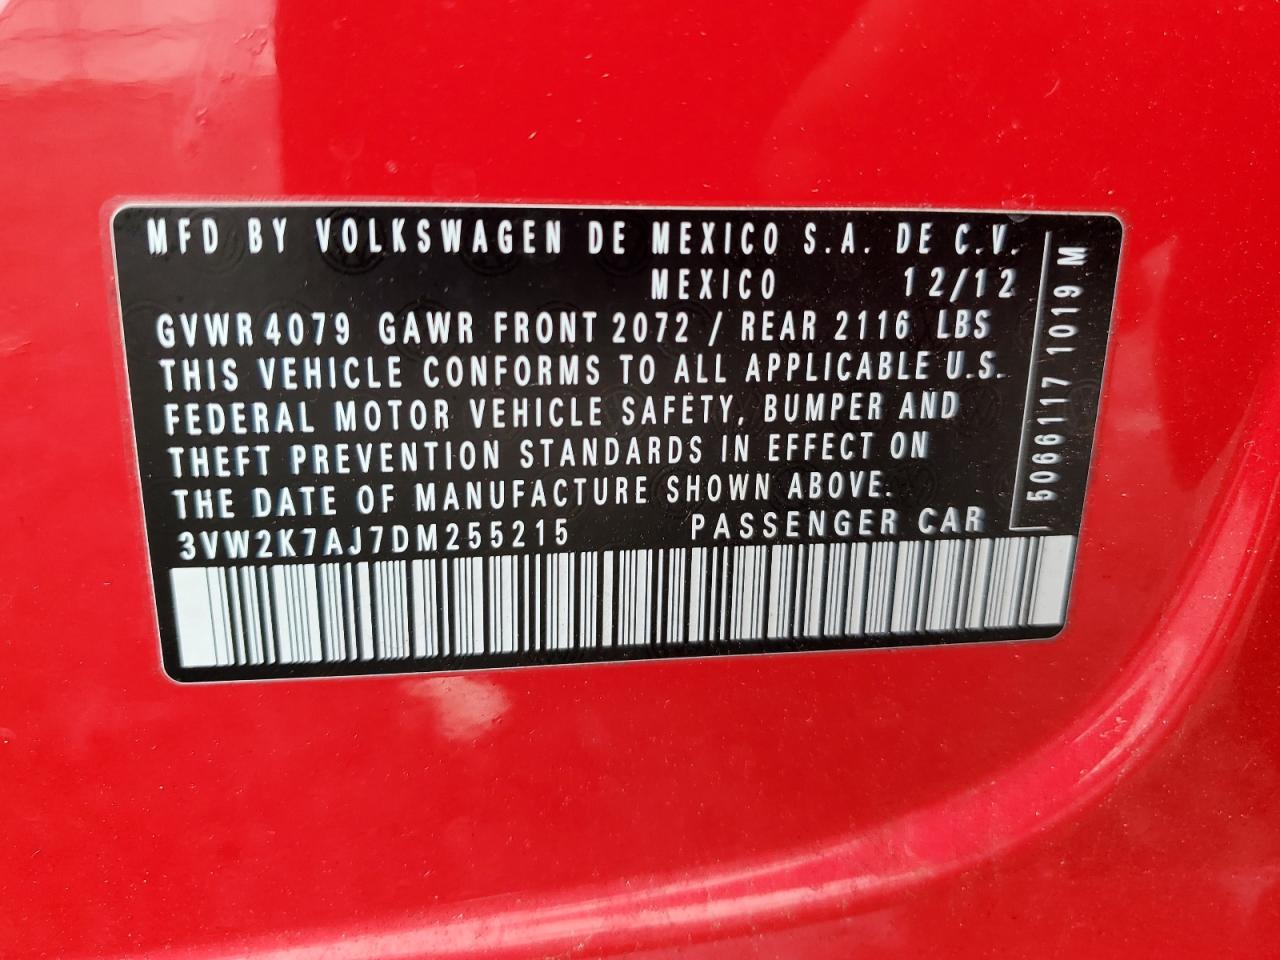 MFD BY VOLKSWAGEN DE MEXICO S.A. DE C.V.
MEXICO 12/12
GVWR 4079 GAWR FRONT 2072 / REAR 2116 LBS
THIS VEHICLE CONFORMS TO ALL APPLICABLE U.S.
FEDERAL MOTOR VEHICLE SAFETY, BUMPER AND
THEFT PREVENTION STANDARDS IN EFFECT ON
THE DATE OF MANUFACTURE SHOWN ABOVE.
3VW2K7AJ7DM255215 PASSENGER CAR
5066117 1019 M